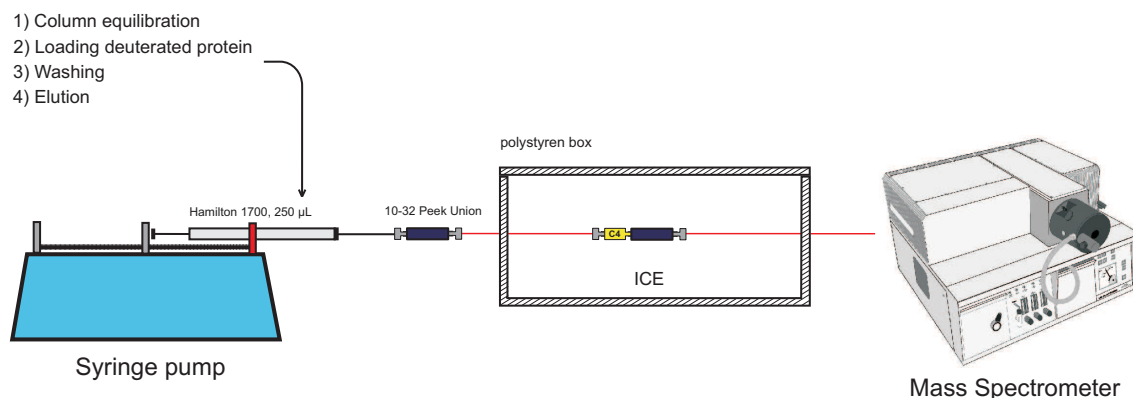 1) Column equilibration
2) Loading deuterated protein
3) Washing
4) Elution
polystyren box
Hamilton 1700, 250 µL
10-32 Peek Union
C4
ICE
Syringe pump
Mass Spectrometer